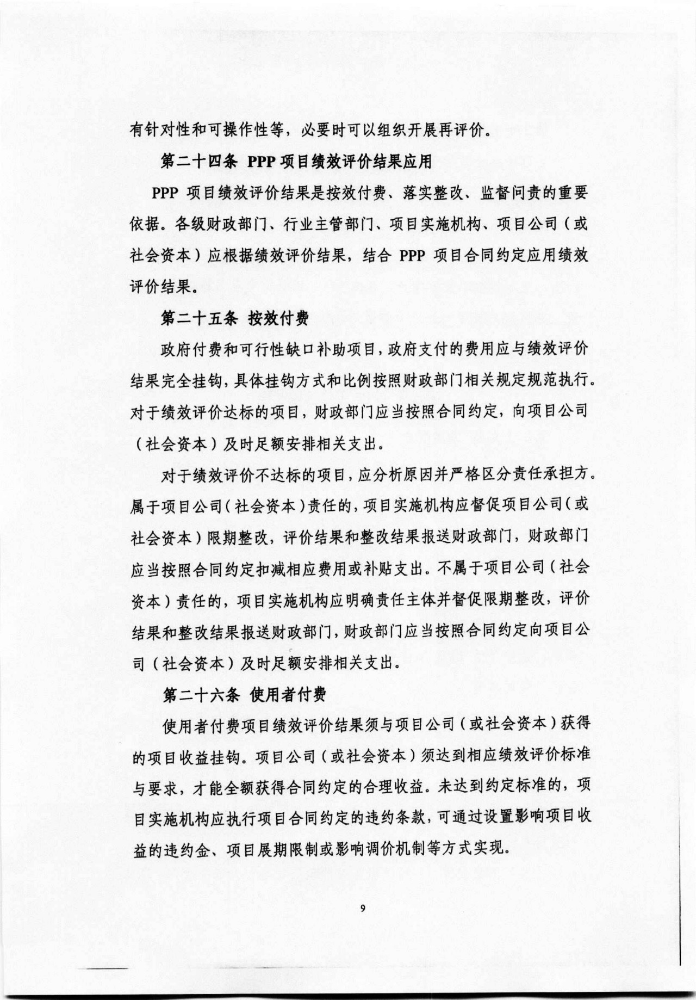 有针对性和可操作性等，必要时可以组织开展再评价。
第二十四条 PPP 项目绩效评价结果应用
PPP 项目绩效评价结果是按效付费、落实整改、监督问责的重要
依据。各级财政部门、行业主管部门、项目实施机构、项目公司（或
社会资本）应根据绩效评价结果，结合 PPP 项目合同约定应用绩效
评价结果。
第二十五条 按效付费
政府付费和可行性缺口补助项目，政府支付的费用应与绩效评价
结果完全挂钩，具体挂钩方式和比例按照财政部门相关规定规范执行。
对于绩效评价达标的项目，财政部门应当按照合同约定，向项目公司
（社会资本）及时足额安排相关支出。
对于绩效评价不达标的项目，应分析原因并严格区分责任承担方。
属于项目公司（社会资本）责任的，项目实施机构应督促项目公司（或
社会资本）限期整改，评价结果和整改结果报送财政部门，财政部门
应当按照合同约定扣减相应费用或补贴支出。不属于项目公司（社会
资本）责任的，项目实施机构应明确责任主体并督促限期整改，评价
结果和整改结果报送财政部门，财政部门应当按照合同约定向项目公
司（社会资本）及时足额安排相关支出。
第二十六条 使用者付费
使用者付费项目绩效评价结果须与项目公司（或社会资本）获得
的项目收益挂钩。项目公司（或社会资本）须达到相应绩效评价标准
与要求，才能全额获得合同约定的合理收益。未达到约定标准的，项
目实施机构应执行项目合同约定的违约条款，可通过设置影响项目收
益的违约金、项目展期限制或影响调价机制等方式实现。
9